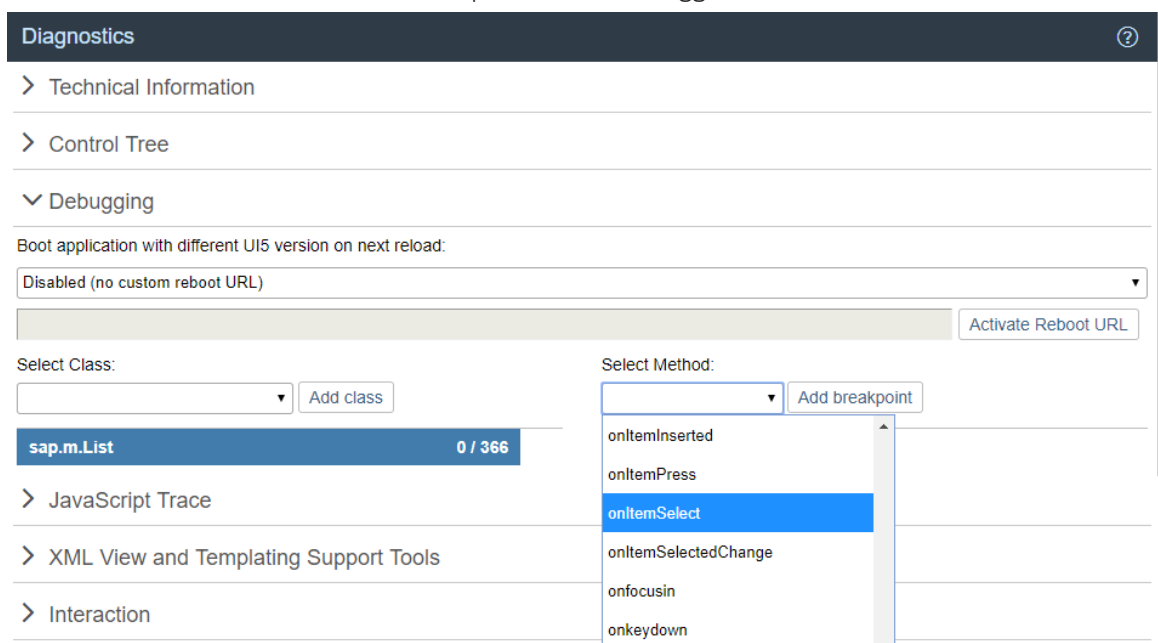 Diagnostics
Technical Information
Control Tree
Debugging
Boot application with different UI5 version on next reload:
Disabled (no custom reboot URL)
Activate Reboot URL
Select Class:
Select Method:
Add class
Add breakpoint
sap.m.List 0 / 366
onItemInserted
onItemPress
onItemSelect
onItemSelectedChange
onfocusin
onkeydown
JavaScript Trace
XML View and Templating Support Tools
Interaction